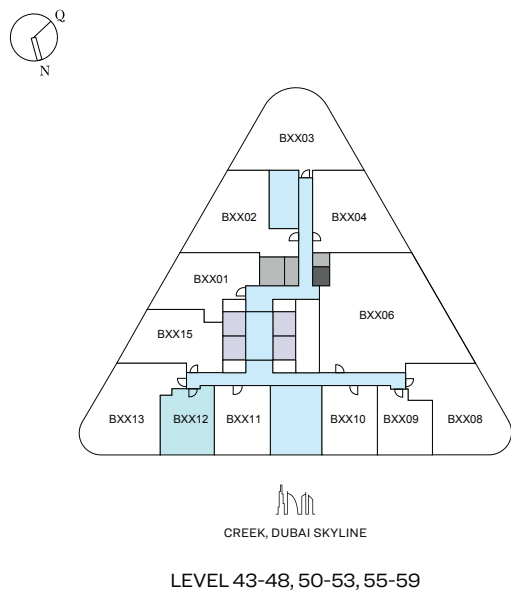 Q
N
BXX03
BXX02
BXX04
BXX01
BXX06
BXX15
BXX13
BXX12
BXX11
BXX10
BXX09
BXX08
CREEK, DUBAI SKYLINE
LEVEL 43-48, 50-53, 55-59